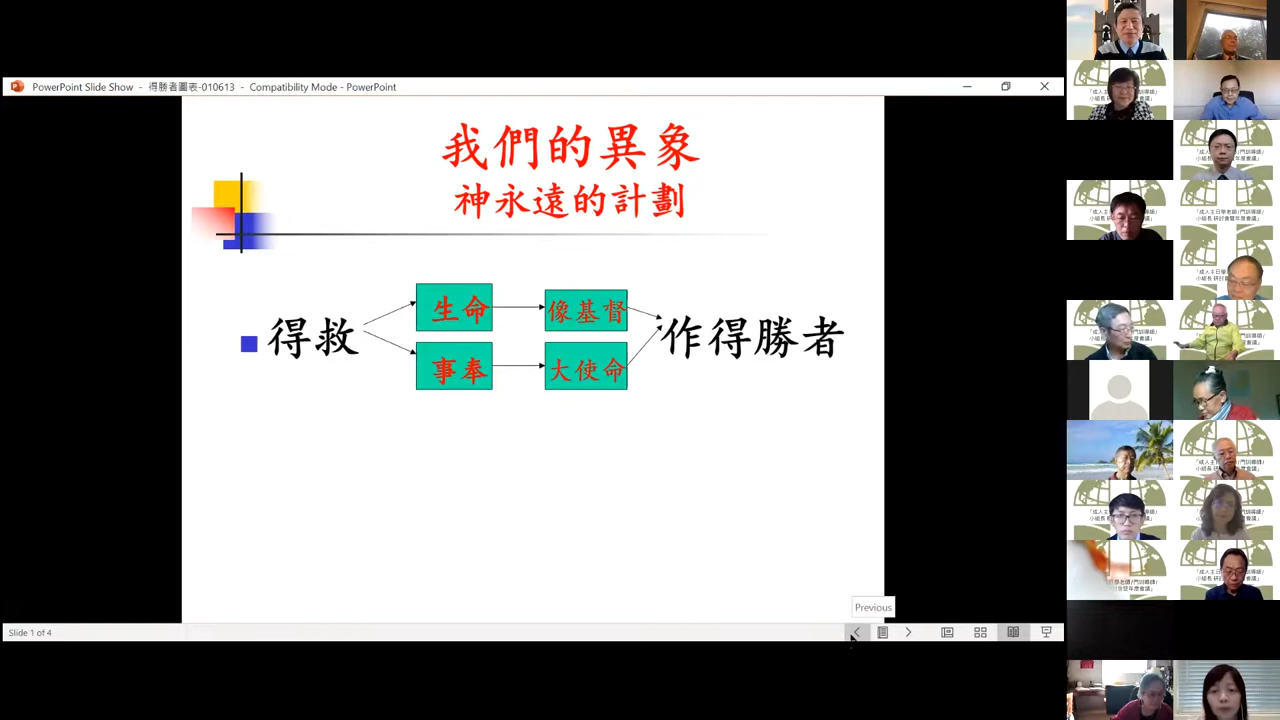 PowerPoint Slide Show - 得勝者圖表-010613 - Compatibility Mode - PowerPoint
我們的異象
神永遠的計劃
得救
生命
像基督
事奉
大使命
作得勝者
Previous
Slide 1 of 4